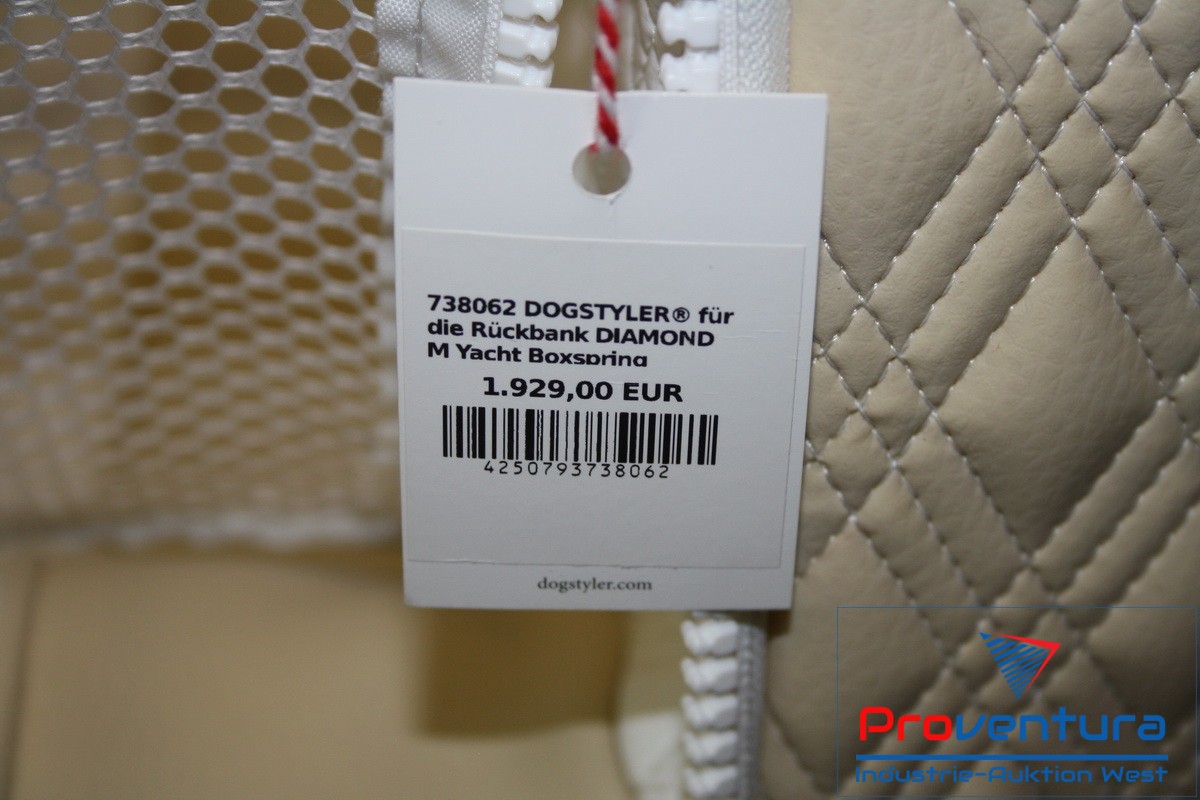 738062 DOGSTYLER® für
die Rückbank DIAMOND
M Yacht Boxspring
1.929,00 EUR
4250793738062
dogstyler.com
Proventura
Industrie-Auktion West